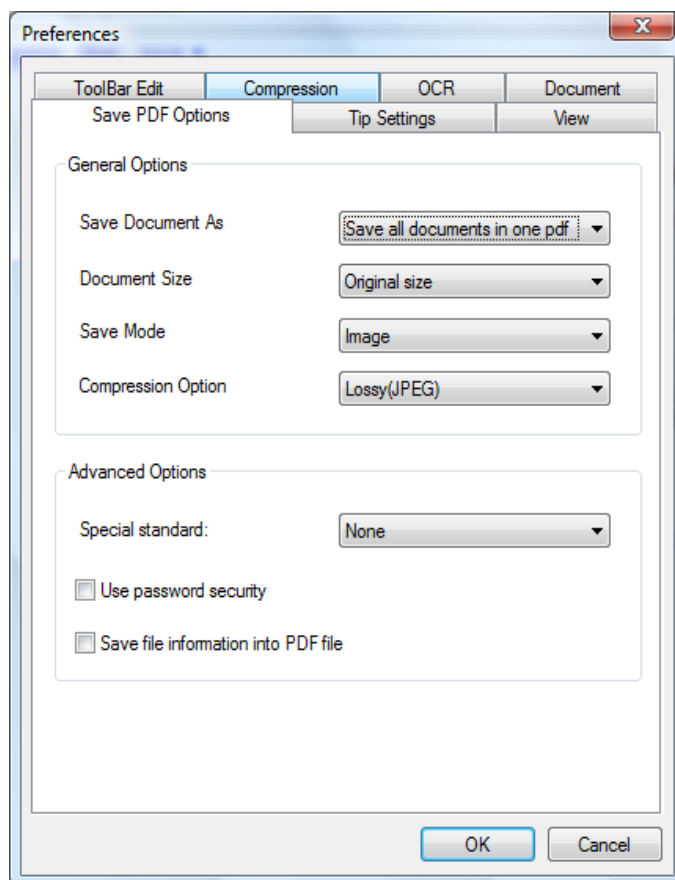 Preferences
ToolBar Edit Compression OCR Document
Save PDF Options Tip Settings View
General Options
Save Document As Save all documents in one pdf
Document Size Original size
Save Mode Image
Compression Option Lossy(JPEG)
Advanced Options
Special standard: None
Use password security
Save file information into PDF file
OK Cancel